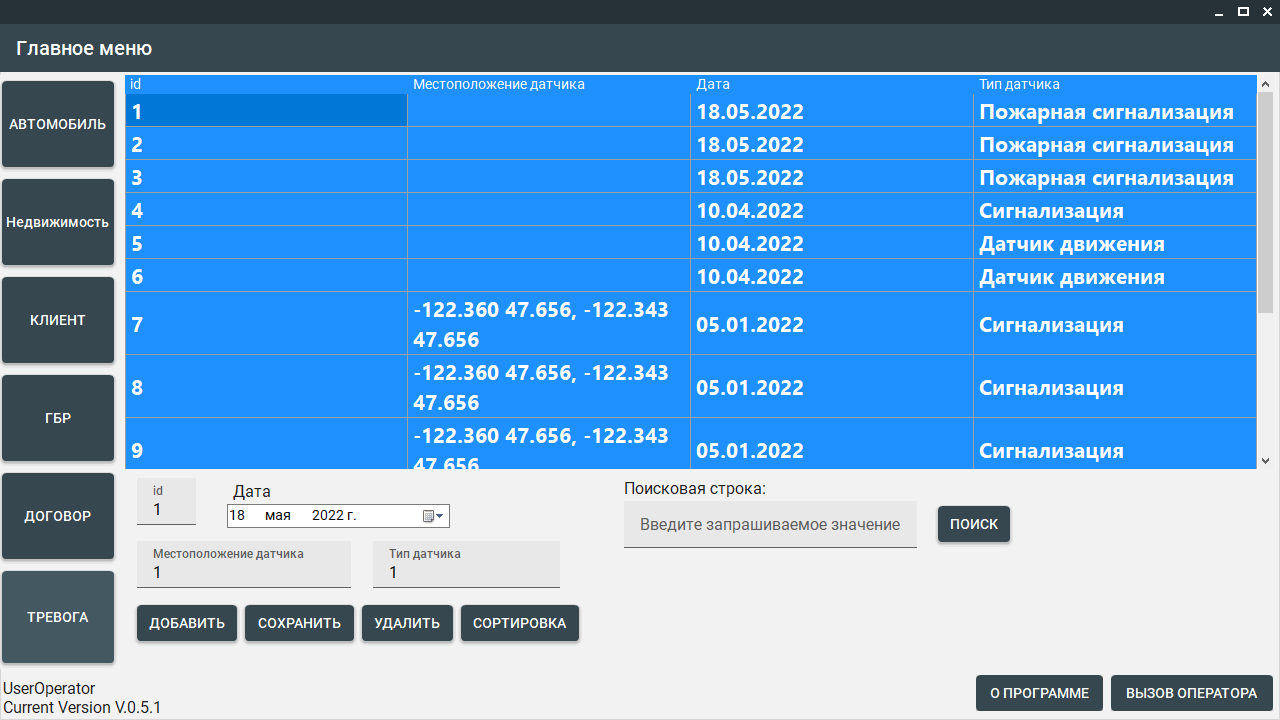 Главное меню
АВТОМОБИЛЬ
Недвижимость
КЛИЕНТ
ГБР
ДОГОВОР
ТРЕВОГА
id Местоположение датчика Дата Тип датчика
1 18.05.2022 Пожарная сигнализация
2 18.05.2022 Пожарная сигнализация
3 18.05.2022 Пожарная сигнализация
4 10.04.2022 Сигнализация
5 10.04.2022 Датчик движения
6 10.04.2022 Датчик движения
7 -122.360 47.656, -122.343
47.656 05.01.2022 Сигнализация
8 -122.360 47.656, -122.343
47.656 05.01.2022 Сигнализация
9 -122.360 47.656, -122.343
47.656 05.01.2022 Сигнализация
id
1
Дата
18 мая 2022 г.
Местоположение датчика
1
Тип датчика
1
Поисковая строка:
Введите запрашиваемое значение
ПОИСК
ДОБАВИТЬ СОХРАНИТЬ УДАЛИТЬ СОРТИРОВКА
UserOperator
Current Version V.0.5.1
О ПРОГРАММЕ ВЫЗОВ ОПЕРАТОРА